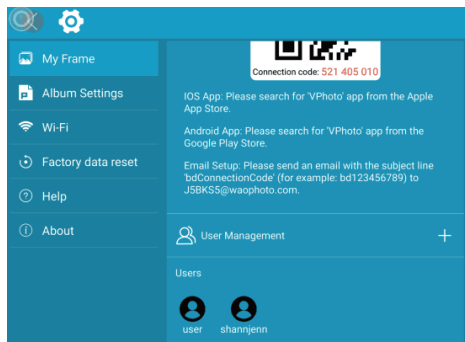 My Frame
Album Settings
Wi-Fi
Factory data reset
Help
About
Connection code: 521 405 010
IOS App: Please search for 'VPhoto' app from the Apple
App Store.
Android App: Please search for 'VPhoto' app from the
Google Play Store.
Email Setup: Please send an email with the subject line
'bdConnectionCode' (for example: bd123456789) to
J5BKS5@waophoto.com.
User Management
Users
user shannjenn